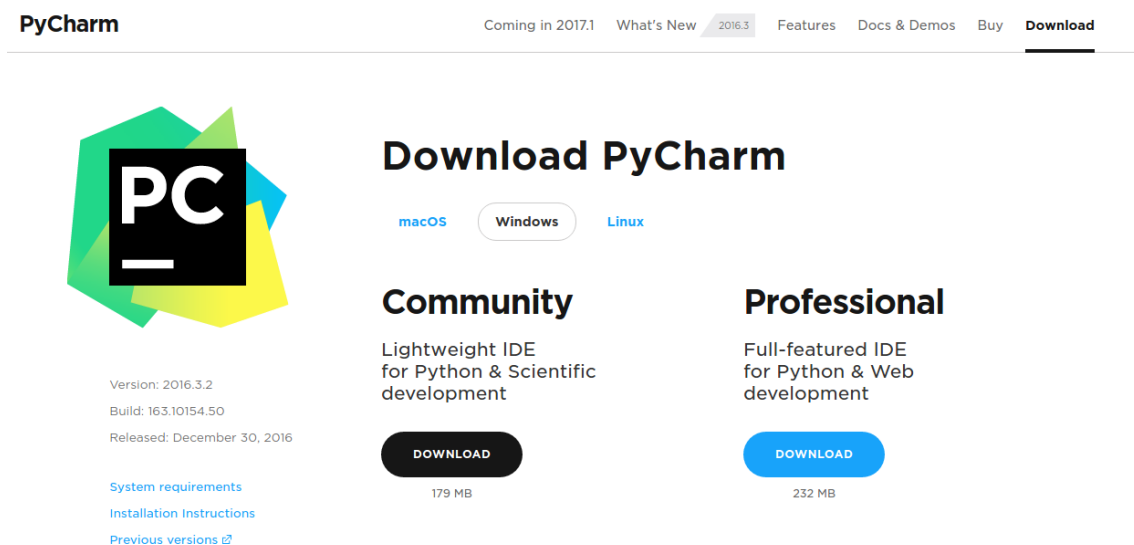 PyCharm
Coming in 2017.1 What's New 2016.3 Features Docs & Demos Buy Download
PC
Download PyCharm
macOS Windows Linux
Community
Lightweight IDE
for Python & Scientific
development
DOWNLOAD
179 MB
Professional
Full-featured IDE
for Python & Web
development
DOWNLOAD
232 MB
Version: 2016.3.2
Build: 163.10154.50
Released: December 30, 2016
System requirements
Installation Instructions
Previous versions